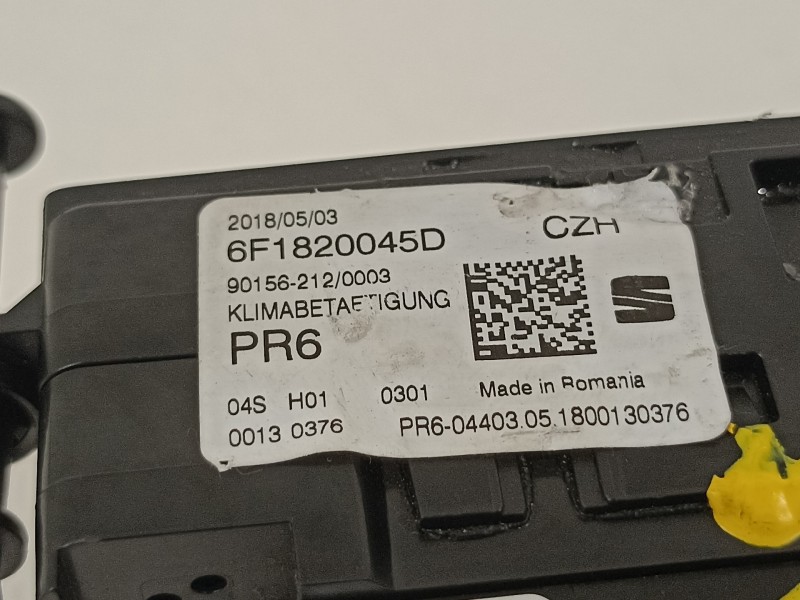 2018/05/03
6F1820045D CZH
90156-212/0003
KLIMABETAETIGUNG
PR6
04S H01 0301 Made in Romania
0013 0376 PR6-04403.05.1800130376